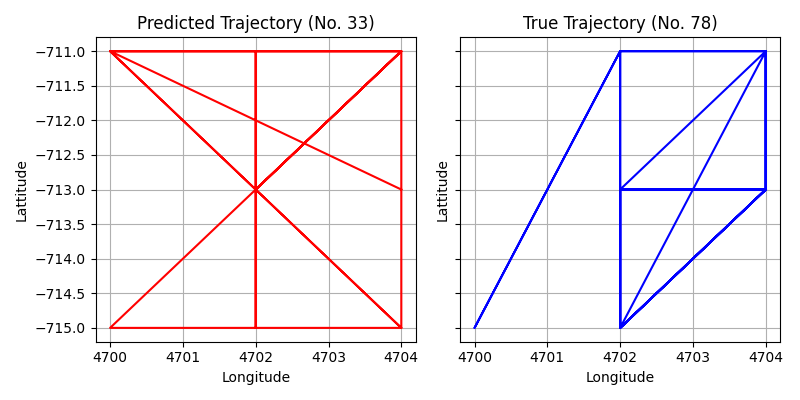 Predicted Trajectory (No. 33)
True Trajectory (No. 78)
−711.0
−711.5
−712.0
−712.5
−713.0
−713.5
−714.0
−714.5
−715.0
Lattitude
Lattitude
4700 4701 4702 4703 4704
4700 4701 4702 4703 4704
Longitude
Longitude